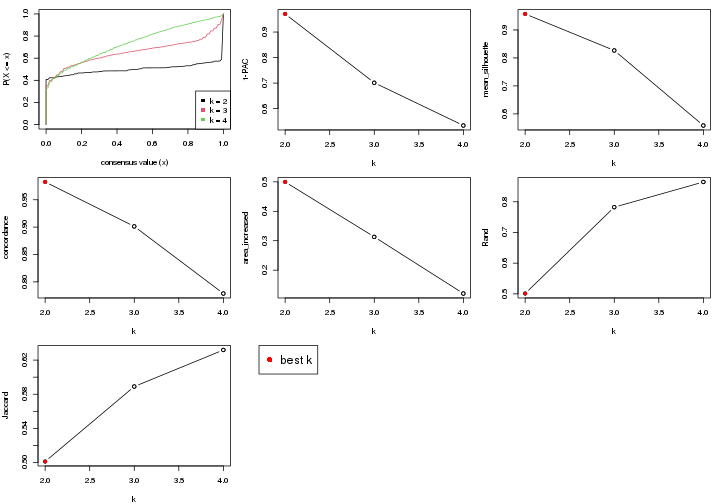 P(X <= x)
0.0 0.2 0.4 0.6 0.8 1.0
k = 2
k = 3
k = 4
0.0 0.2 0.4 0.6 0.8 1.0
consensus value (x)
1-PAC
0.6 0.7 0.8 0.9
2.0 2.5 3.0 3.5 4.0
k
mean_silhouette
0.6 0.7 0.8 0.9
2.0 2.5 3.0 3.5 4.0
k
concordance
0.80 0.85 0.90 0.95
2.0 2.5 3.0 3.5 4.0
k
area_increased
0.2 0.3 0.4 0.5
2.0 2.5 3.0 3.5 4.0
k
Rand
0.5 0.6 0.7 0.8
2.0 2.5 3.0 3.5 4.0
k
Jaccard
0.50 0.54 0.58 0.62
2.0 2.5 3.0 3.5 4.0
k
best k